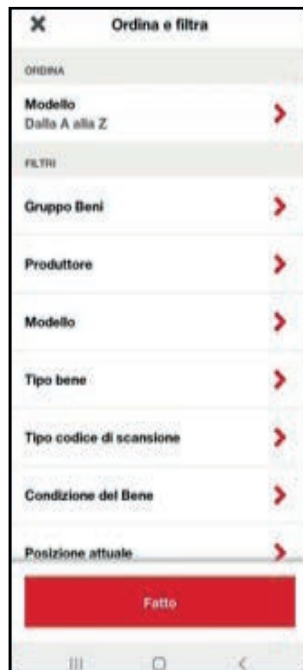 Ordina e filtra
ORDINA
Modello
Dalla A alla Z
FILTRI
Gruppo Beni
Produttore
Modello
Tipo bene
Tipo codice di scansione
Condizione del Bene
Posizione attuale
Fatto